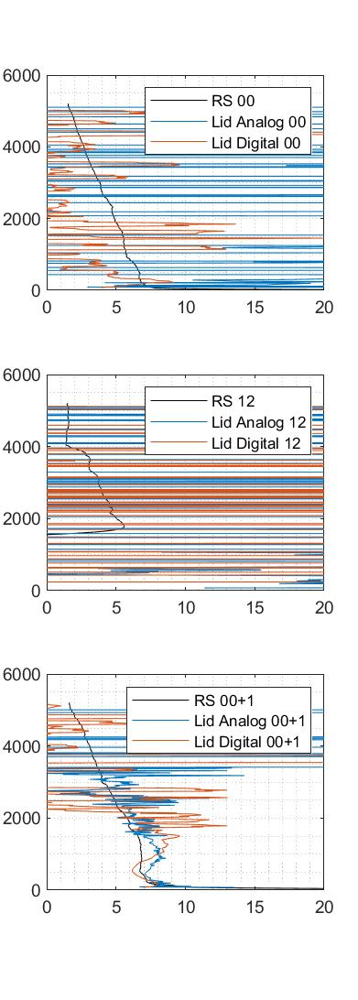 6000
RS 00
Lid Analog 00
Lid Digital 00
4000
2000
0
0 5 10 15 20
6000
RS 12
Lid Analog 12
Lid Digital 12
4000
2000
0
0 5 10 15 20
6000
RS 00+1
Lid Analog 00+1
Lid Digital 00+1
4000
2000
0
0 5 10 15 20